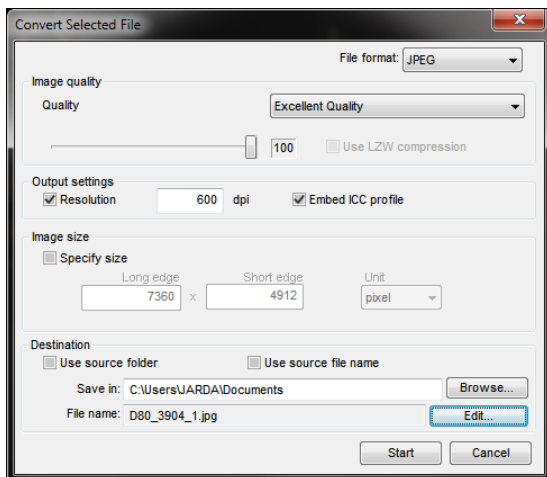 Convert Selected File
File format: JPEG
Image quality
Quality Excellent Quality
100 Use LZW compression
Output settings
Resolution 600 dpi Embed ICC profile
Image size
Specify size
Long edge Short edge Unit
7360 x 4912 pixel
Destination
Use source folder Use source file name
Save in: C:\Users\JARDA\Documents Browse...
File name: D80_3904_1.jpg Edit...
Start Cancel